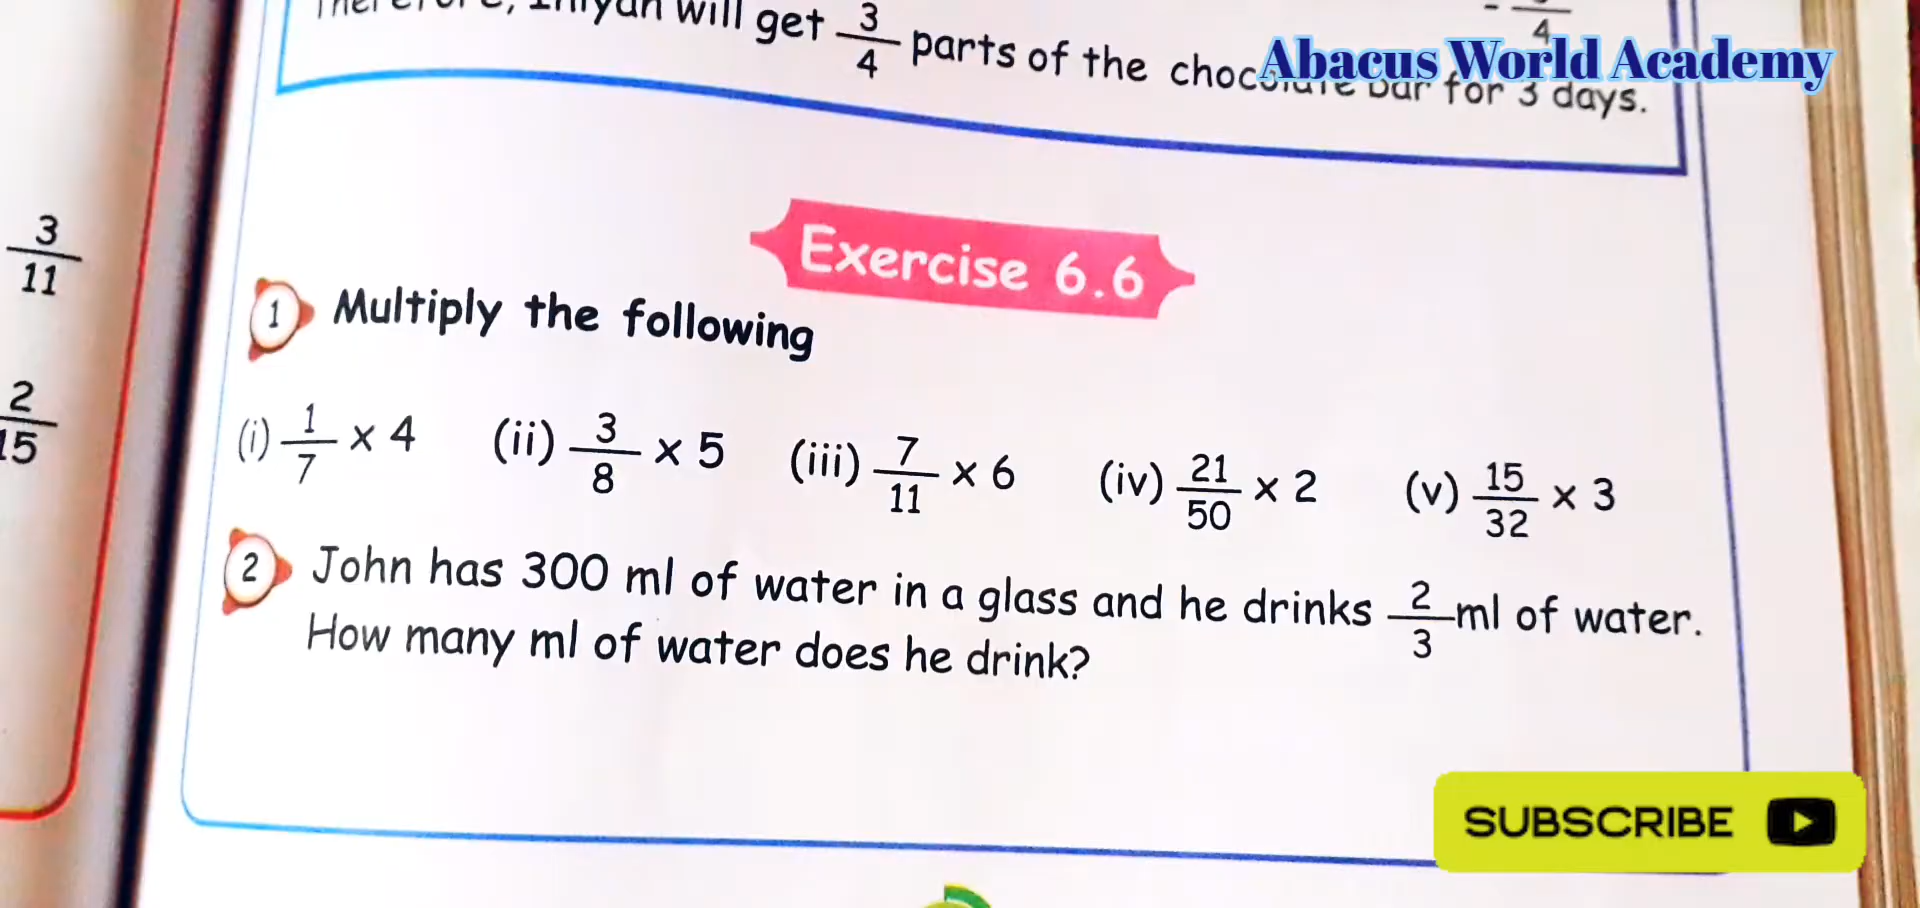 will get 3/4 parts of the chocolate bar for 3 days.
4
Abacus World Academy
3/11
2/15
Exercise 6.6
1 Multiply the following
(i) 1/7 × 4 (ii) 3/8 × 5 (iii) 7/11 × 6 (iv) 21/50 × 2 (v) 15/32 × 3
2 John has 300 ml of water in a glass and he drinks 2/3 ml of water.
How many ml of water does he drink?
SUBSCRIBE